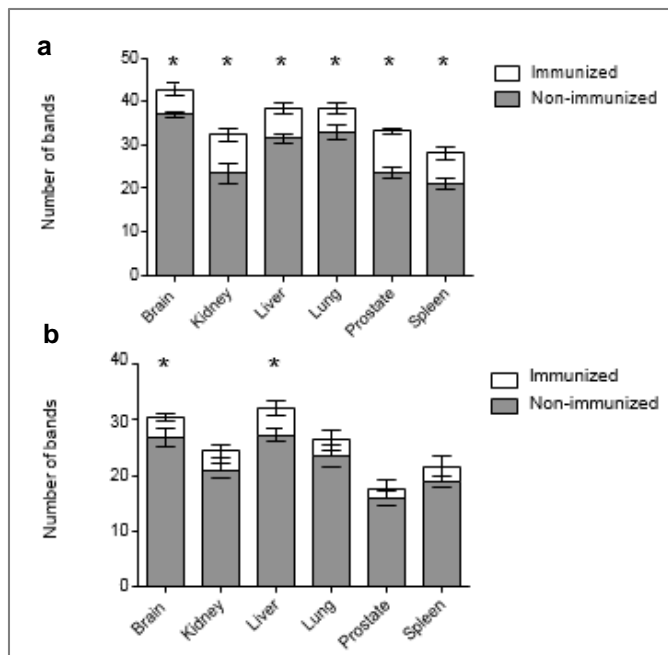 a
50
40
30
20
10
0
Number of bands
* * * * * *
Immunized
Non-immunized
Brain
Kidney
Liver
Lung
Prostate
Spleen
b
40
30
20
10
0
Number of bands
* *
Immunized
Non-immunized
Brain
Kidney
Liver
Lung
Prostate
Spleen